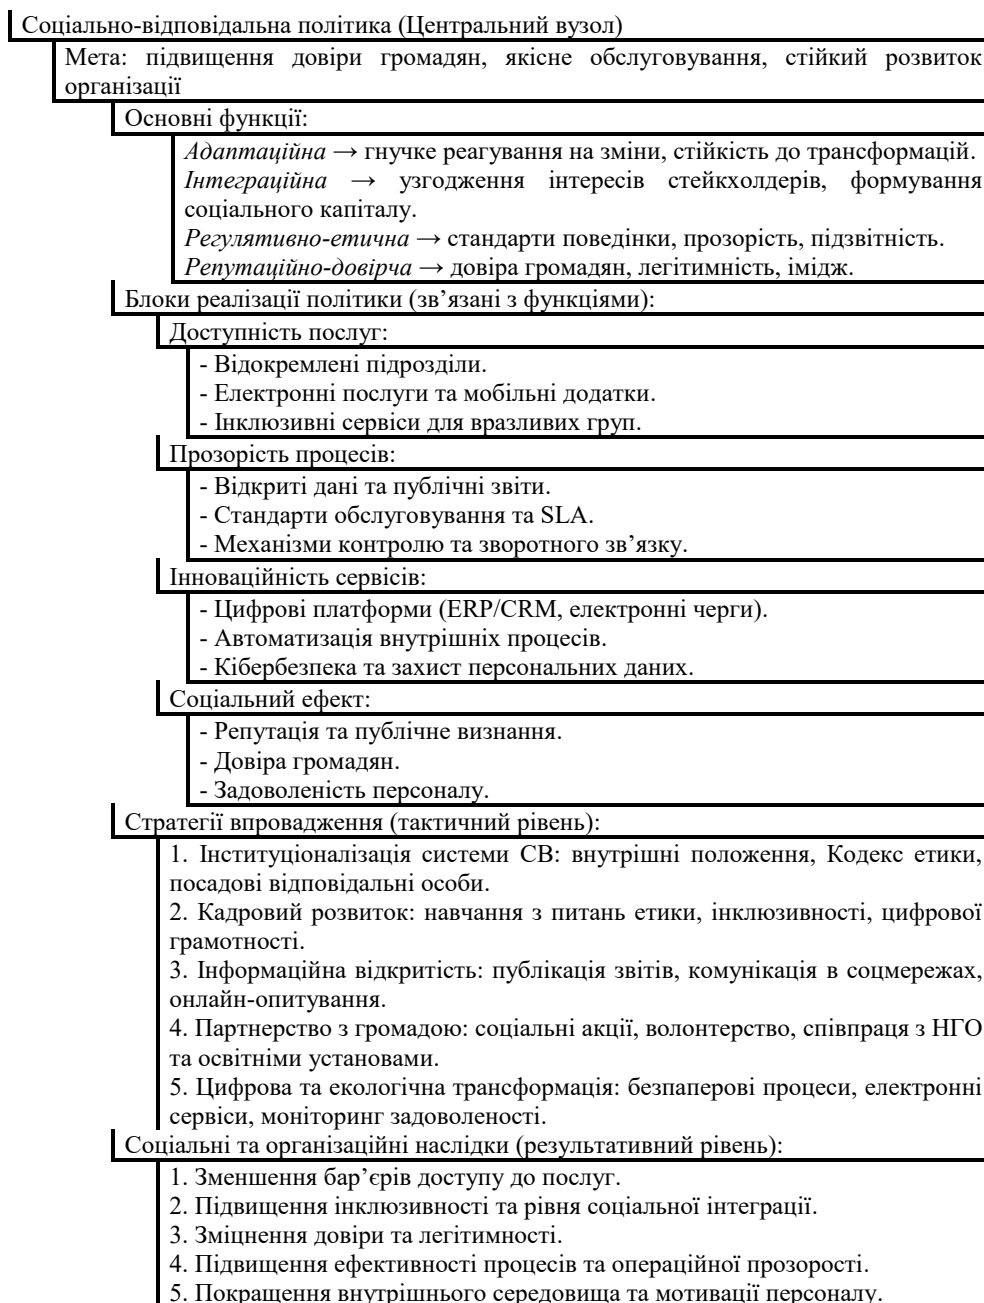 Соціально-відповідальна політика (Центральний вузол)
Мета: підвищення довіри громадян, якісне обслуговування, стійкий розвиток
організації
Основні функції:
Адаптаційна → гнучке реагування на зміни, стійкість до трансформацій.
Інтеграційна → узгодження інтересів стейкхолдерів, формування
соціального капіталу.
Регулятивно-етична → стандарти поведінки, прозорість, підзвітність.
Репутаційно-довірча → довіра громадян, легітимність, імідж.
Блоки реалізації політики (зв’язані з функціями):
Доступність послуг:
- Відокремлені підрозділи.
- Електронні послуги та мобільні додатки.
- Інклюзивні сервіси для вразливих груп.
Прозорість процесів:
- Відкриті дані та публічні звіти.
- Стандарти обслуговування та SLA.
- Механізми контролю та зворотного зв’язку.
Інноваційність сервісів:
- Цифрові платформи (ERP/CRM, електронні черги).
- Автоматизація внутрішніх процесів.
- Кібербезпека та захист персональних даних.
Соціальний ефект:
- Репутація та публічне визнання.
- Довіра громадян.
- Задоволеність персоналу.
Стратегії впровадження (тактичний рівень):
1. Інституціоналізація системи СВ: внутрішні положення, Кодекс етики,
посадові відповідальні особи.
2. Кадровий розвиток: навчання з питань етики, інклюзивності, цифрової
грамотності.
3. Інформаційна відкритість: публікація звітів, комунікація в соцмережах,
онлайн-опитування.
4. Партнерство з громадою: соціальні акції, волонтерство, співпраця з НГО
та освітніми установами.
5. Цифрова та екологічна трансформація: безпаперові процеси, електронні
сервіси, моніторинг задоволеності.
Соціальні та організаційні наслідки (результативний рівень):
1. Зменшення бар’єрів доступу до послуг.
2. Підвищення інклюзивності та рівня соціальної інтеграції.
3. Зміцнення довіри та легітимності.
4. Підвищення ефективності процесів та операційної прозорості.
5. Покращення внутрішнього середовища та мотивації персоналу.